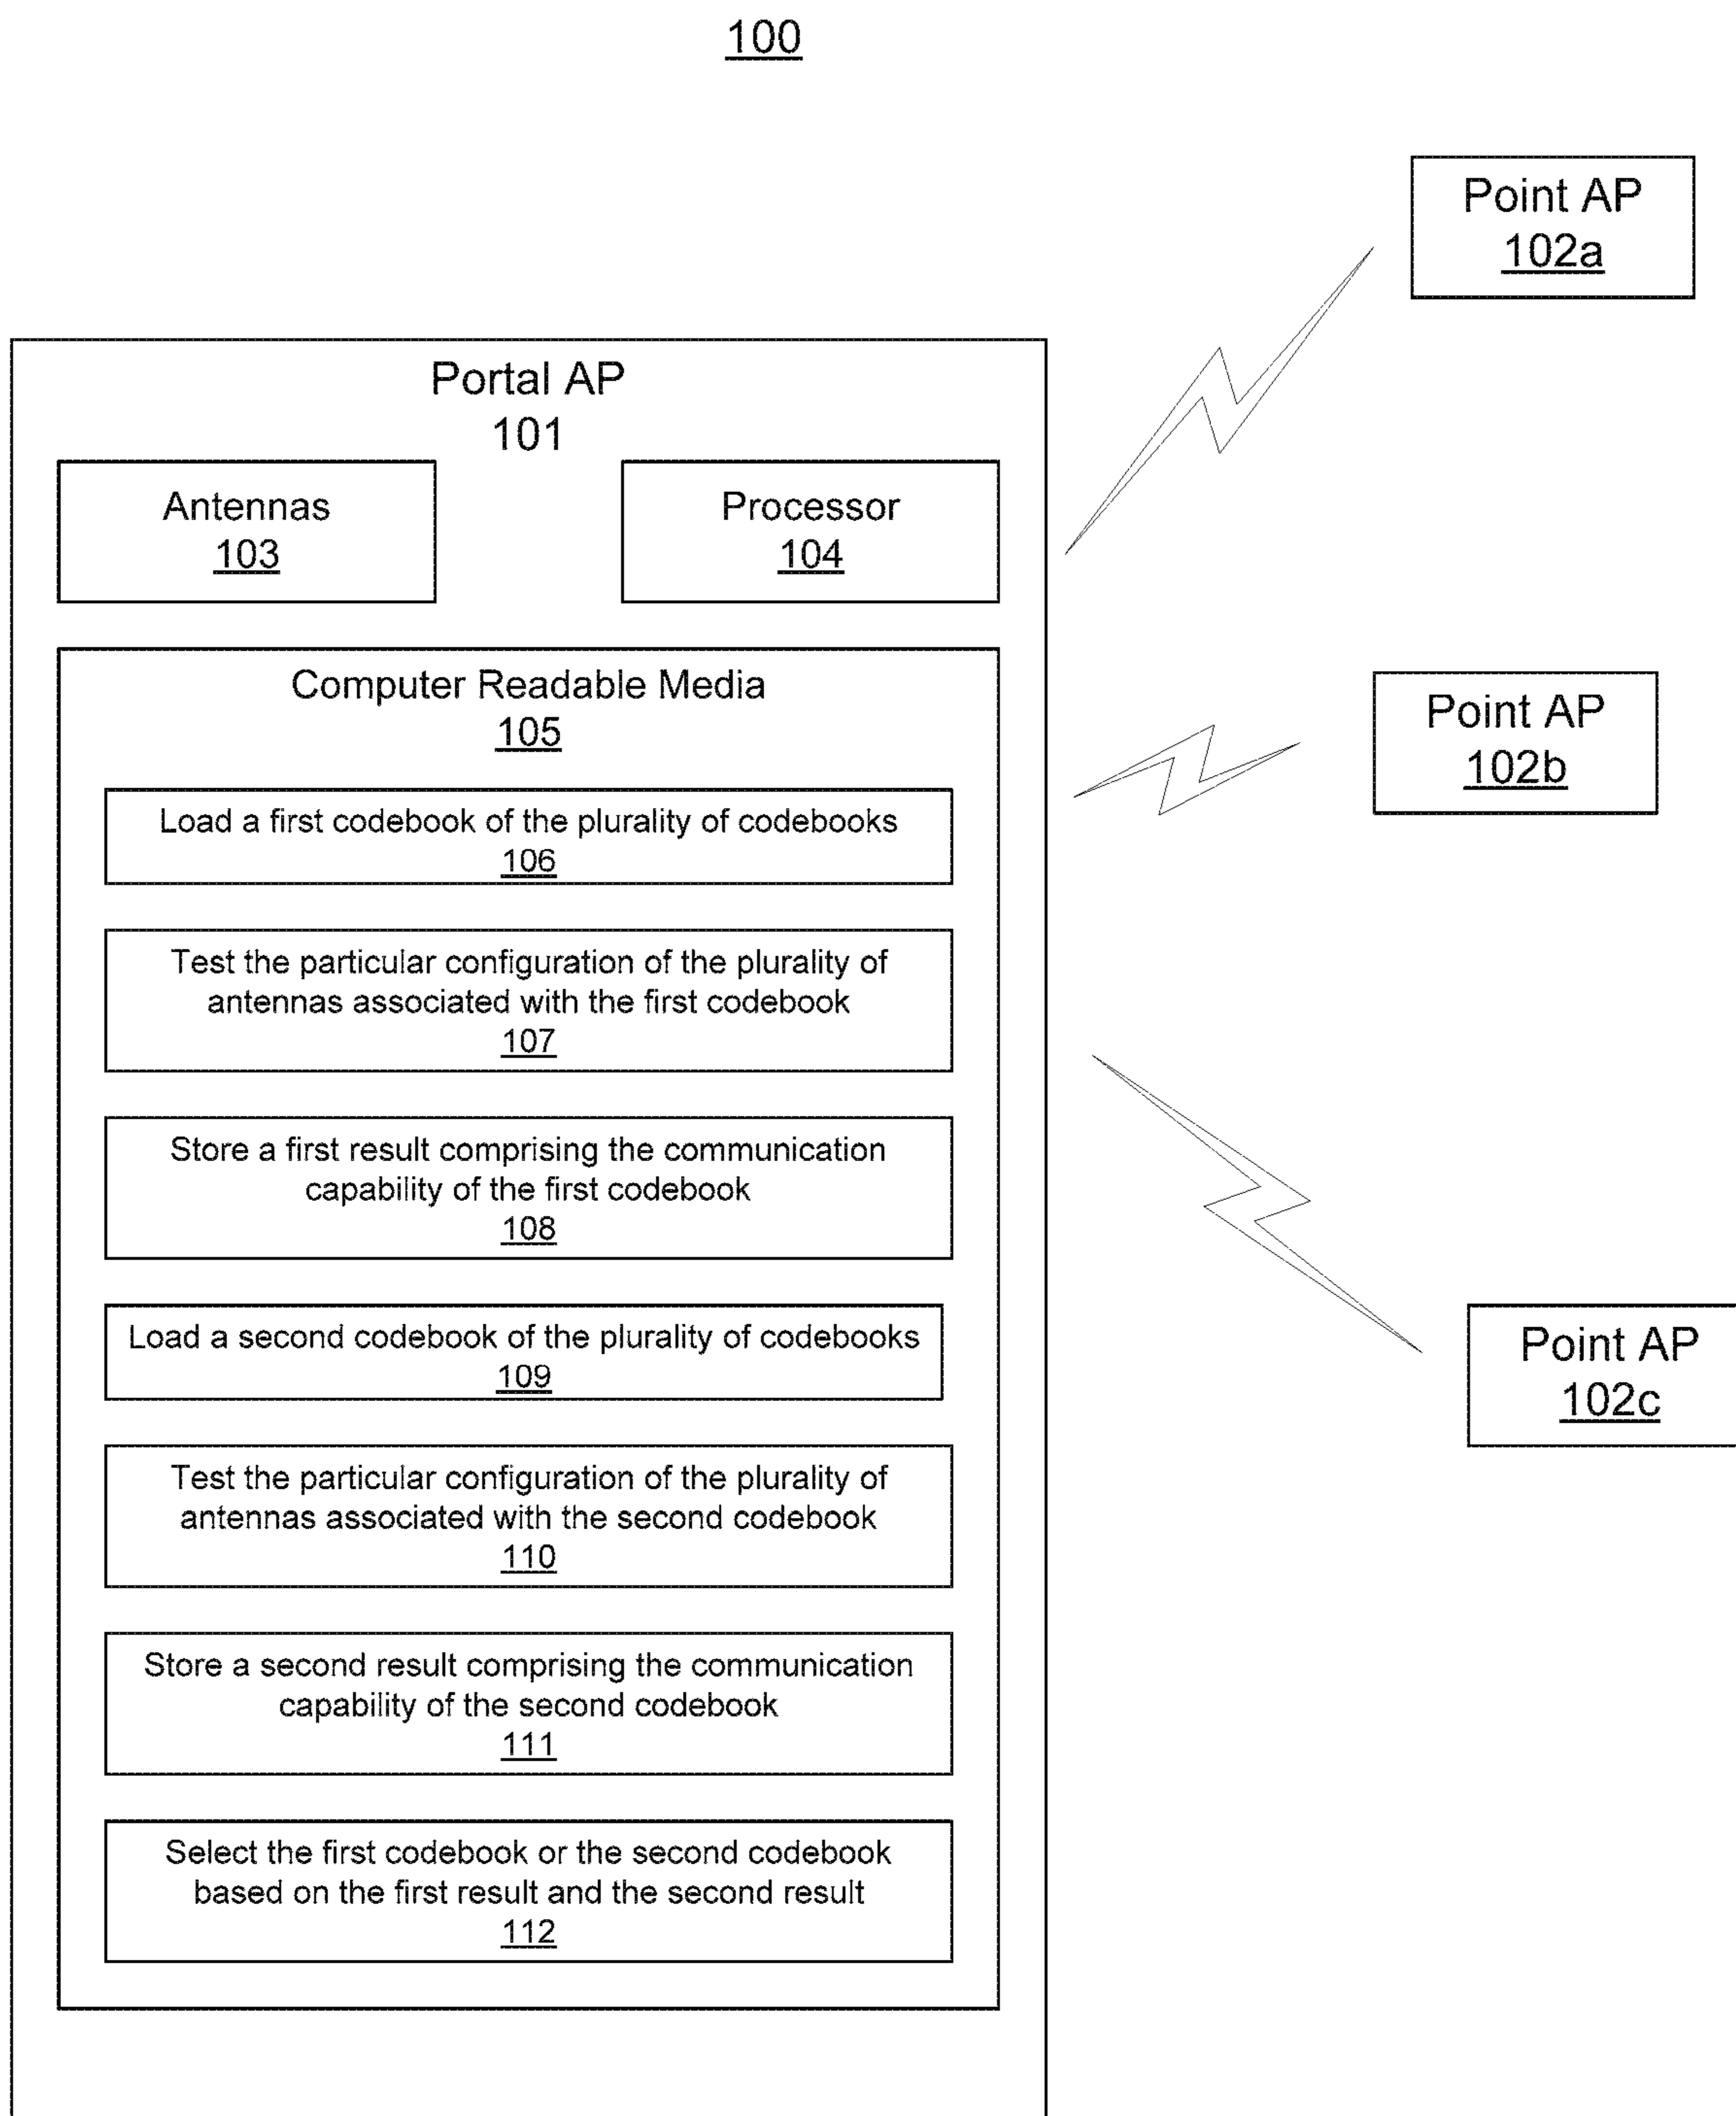 100
Point AP
102a
Portal AP
101
Antennas
103
Processor
104
Computer Readable Media
105
Point AP
102b
Load a first codebook of the plurality of codebooks
106
Test the particular configuration of the plurality of
antennas associated with the first codebook
107
Store a first result comprising the communication
capability of the first codebook
108
Load a second codebook of the plurality of codebooks
109
Point AP
102c
Test the particular configuration of the plurality of
antennas associated with the second codebook
110
Store a second result comprising the communication
capability of the second codebook
111
Select the first codebook or the second codebook
based on the first result and the second result
112